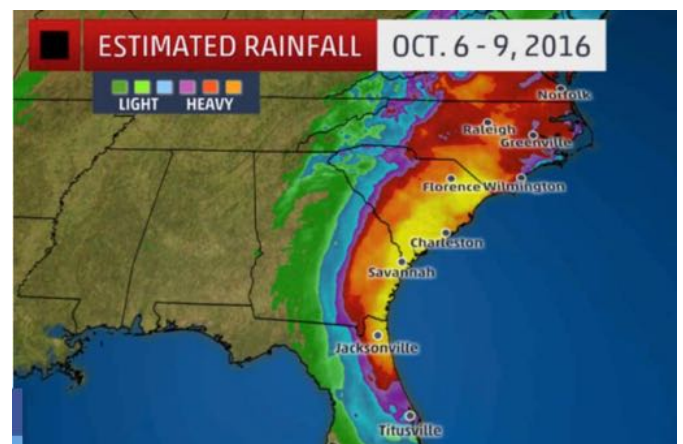 ESTIMATED RAINFALL OCT. 6 - 9, 2016
LIGHT HEAVY
Norfolk
Raleigh
Greenville
Florence Wilmington
Charleston
Savannah
Jacksonville
Titusville